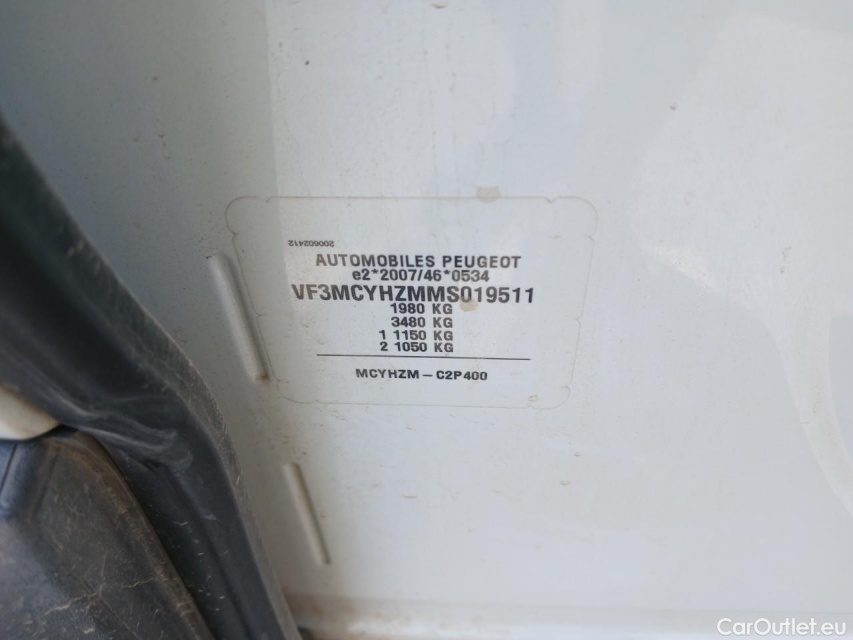 200602412
AUTOMOBILES PEUGEOT
e2*2007/46*0534
VF3MCYHZMMS019511
1980 KG
3480 KG
1 1150 KG
2 1050 KG
MCYHZM – C2P400
CarOutlet.eu